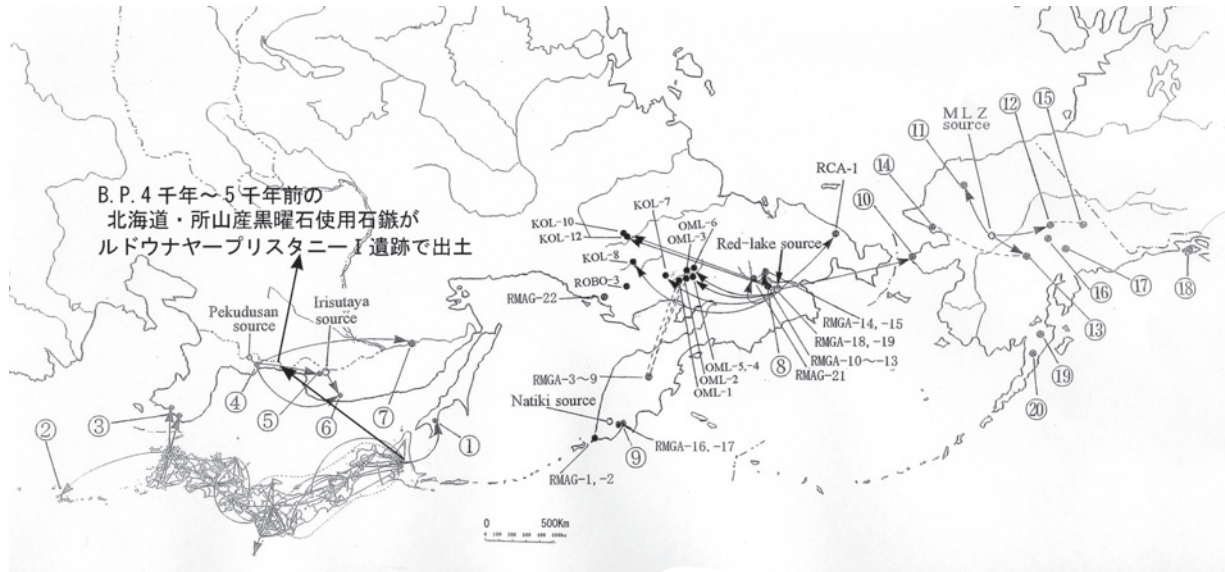 B.P.4千年～5千年前の
北海道・所山産黒曜石使用石鏃が
ルドウナヤープリスタニーⅠ遺跡で出土
Pekudusan
source
Irisutaya
source
②
③
④
⑤
⑥
⑦
①
KOL-10
KOL-12
KOL-8
ROBO-3
RMAG-22
KOL-7
OML-6
OML-3
Red-lake source
RCA-1
RMGA-3～9
Natiki source
OML-5,-4
OML-2
OML-1
⑧
RMGA-14,-15
RMGA-18,-19
RMGA-10～-13
RMAG-21
⑨
RMGA-16,-17
RMAG-1,-2
⑩
⑭
⑪
MLZ
source
⑫
⑮
⑯
⑰
⑬
⑱
⑲
⑳
0 500Km
0 100 200 300 400 500km